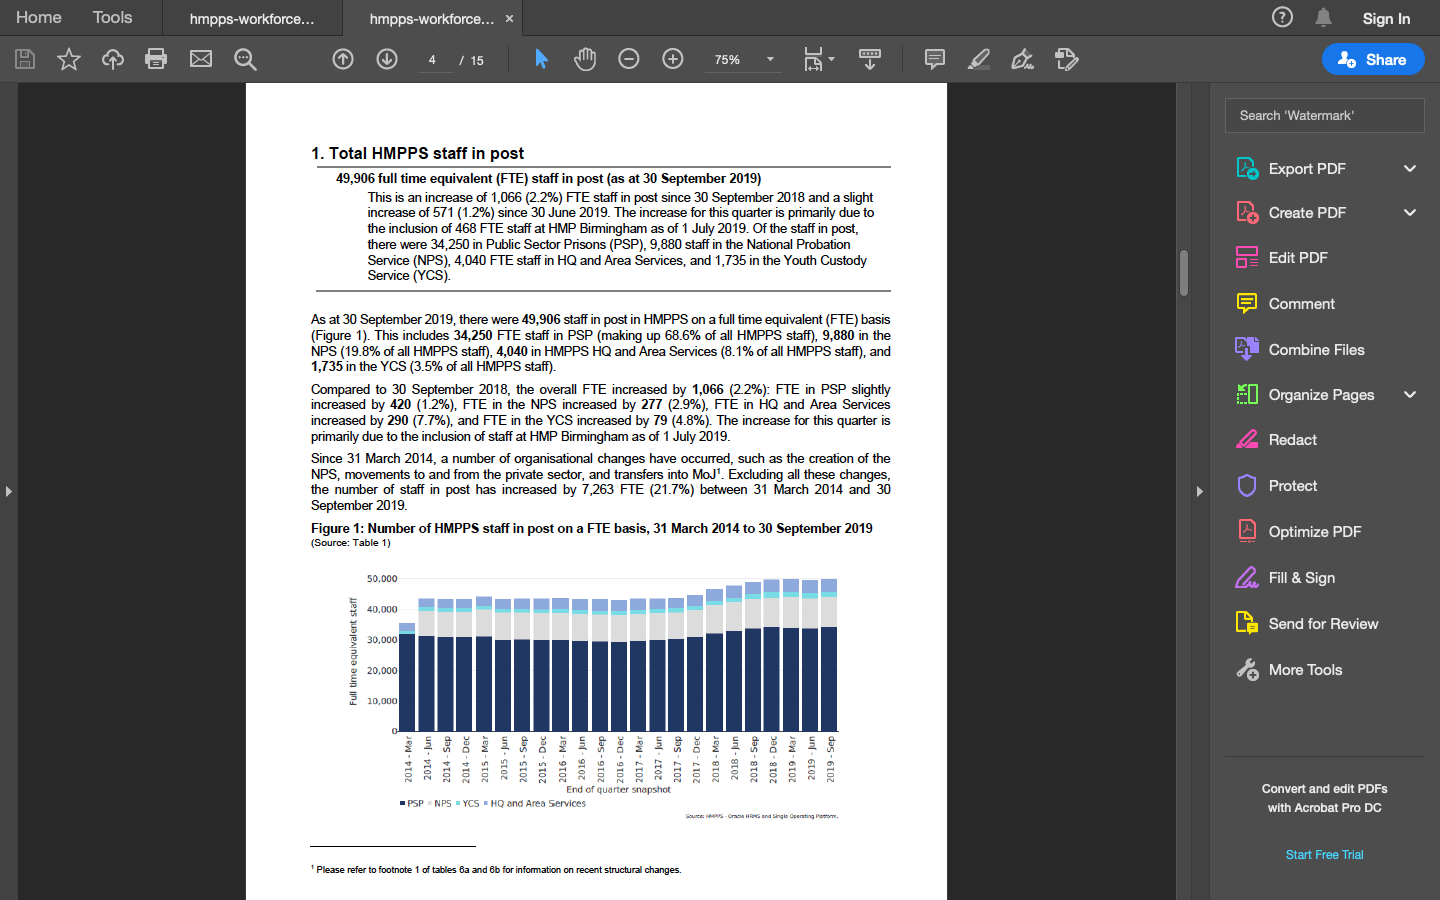 Home Tools hmpps-workforce... hmpps-workforce... × Sign In
4 / 15 75% Share
Search 'Watermark'
Export PDF
Create PDF
Edit PDF
Comment
Combine Files
Organize Pages
Redact
Protect
Optimize PDF
Fill & Sign
Send for Review
More Tools
Convert and edit PDFs
with Acrobat Pro DC
Start Free Trial
1. Total HMPPS staff in post
49,906 full time equivalent (FTE) staff in post (as at 30 September 2019)
This is an increase of 1,066 (2.2%) FTE staff in post since 30 September 2018 and a slight
increase of 571 (1.2%) since 30 June 2019. The increase for this quarter is primarily due to
the inclusion of 468 FTE staff at HMP Birmingham as of 1 July 2019. Of the staff in post,
there were 34,250 in Public Sector Prisons (PSP), 9,880 staff in the National Probation
Service (NPS), 4,040 FTE staff in HQ and Area Services, and 1,735 in the Youth Custody
Service (YCS).
As at 30 September 2019, there were 49,906 staff in post in HMPPS on a full time equivalent (FTE) basis
(Figure 1). This includes 34,250 FTE staff in PSP (making up 68.6% of all HMPPS staff), 9,880 in the
NPS (19.8% of all HMPPS staff), 4,040 in HMPPS HQ and Area Services (8.1% of all HMPPS staff), and
1,735 in the YCS (3.5% of all HMPPS staff).
Compared to 30 September 2018, the overall FTE increased by 1,066 (2.2%): FTE in PSP slightly
increased by 420 (1.2%), FTE in the NPS increased by 277 (2.9%), FTE in HQ and Area Services
increased by 290 (7.7%), and FTE in the YCS increased by 79 (4.8%). The increase for this quarter is
primarily due to the inclusion of staff at HMP Birmingham as of 1 July 2019.
Since 31 March 2014, a number of organisational changes have occurred, such as the creation of the
NPS, movements to and from the private sector, and transfers into MoJ¹. Excluding all these changes,
the number of staff in post has increased by 7,263 FTE (21.7%) between 31 March 2014 and 30
September 2019.
Figure 1: Number of HMPPS staff in post on a FTE basis, 31 March 2014 to 30 September 2019
(Source: Table 1)
Full time equivalent staff
50,000
40,000
30,000
20,000
10,000
0
2014 - Mar
2014 - Jun
2014 - Sep
2014 - Dec
2015 - Mar
2015 - Jun
2015 - Sep
2015 - Dec
2016 - Mar
2016 - Jun
2016 - Sep
2016 - Dec
2017 - Mar
2017 - Jun
2017 - Sep
2017 - Dec
2018 - Mar
2018 - Jun
2018 - Sep
2018 - Dec
2019 - Mar
2019 - Jun
2019 - Sep
End of quarter snapshot
PSP NPS YCS HQ and Area Services
Source: HMPPS - Oracle HRMS and Single Operating Platform.
¹ Please refer to footnote 1 of tables 6a and 6b for information on recent structural changes.